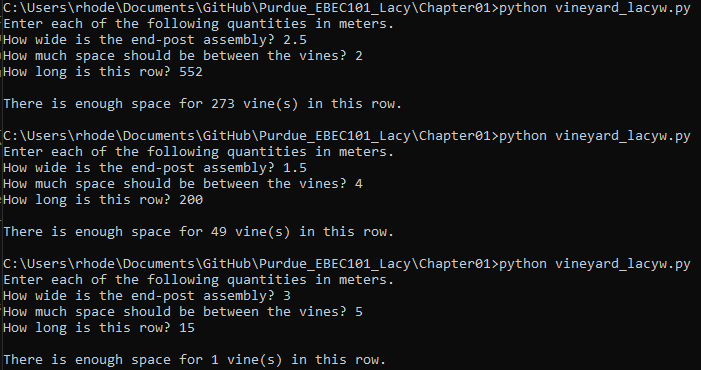 C:\Users\rhode\Documents\GitHub\Purdue_EBEC101_Lacy\Chapter01>python vineyard_lacyw.py
Enter each of the following quantities in meters.
How wide is the end-post assembly? 2.5
How much space should be between the vines? 2
How long is this row? 552
There is enough space for 273 vine(s) in this row.
C:\Users\rhode\Documents\GitHub\Purdue_EBEC101_Lacy\Chapter01>python vineyard_lacyw.py
Enter each of the following quantities in meters.
How wide is the end-post assembly? 1.5
How much space should be between the vines? 4
How long is this row? 200
There is enough space for 49 vine(s) in this row.
C:\Users\rhode\Documents\GitHub\Purdue_EBEC101_Lacy\Chapter01>python vineyard_lacyw.py
Enter each of the following quantities in meters.
How wide is the end-post assembly? 3
How much space should be between the vines? 5
How long is this row? 15
There is enough space for 1 vine(s) in this row.